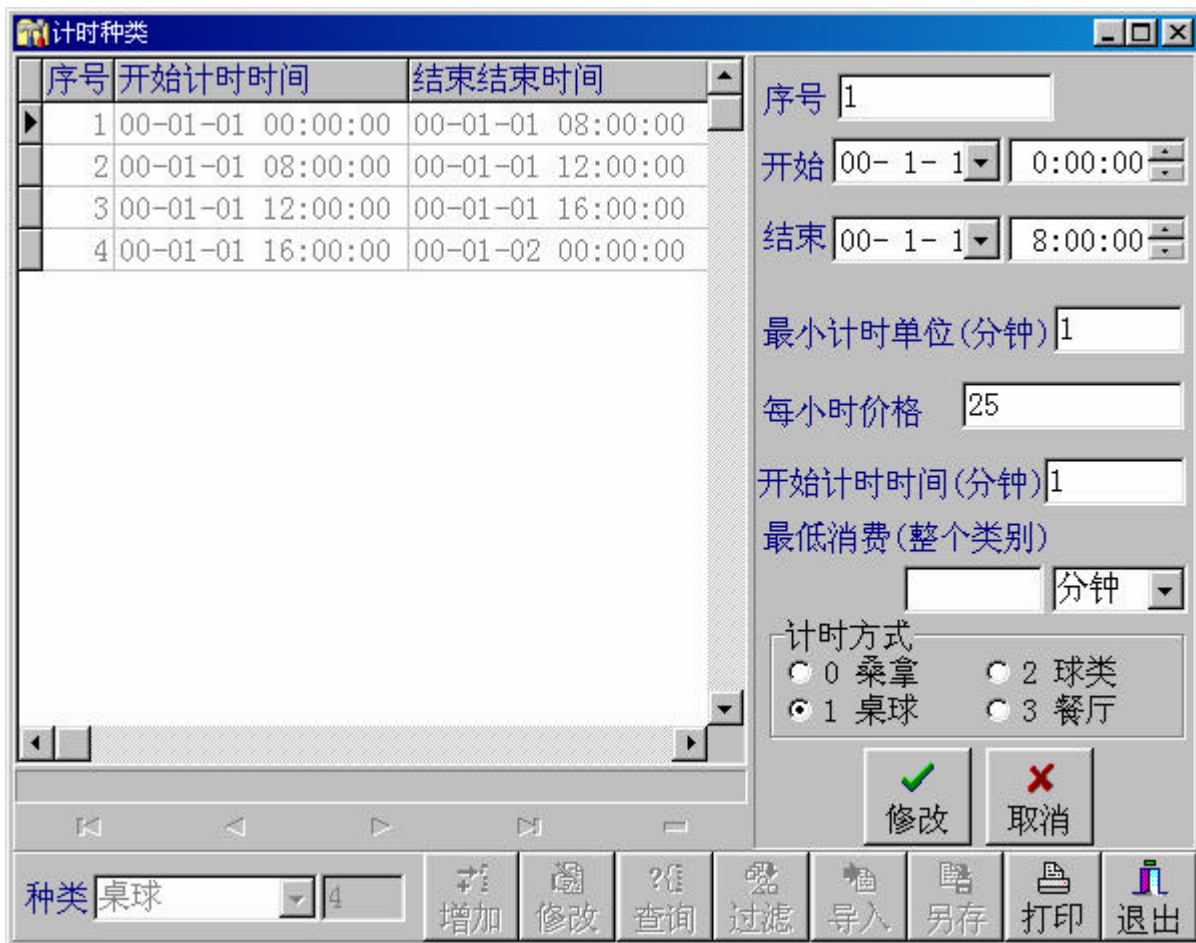 计时种类
序号 开始计时时间 结束结束时间
1 00-01-01 00:00:00 00-01-01 08:00:00
2 00-01-01 08:00:00 00-01-01 12:00:00
3 00-01-01 12:00:00 00-01-01 16:00:00
4 00-01-01 16:00:00 00-01-02 00:00:00
序号 1
开始 00- 1- 1 0:00:00
结束 00- 1- 1 8:00:00
最小计时单位(分钟) 1
每小时价格 25
开始计时时间(分钟) 1
最低消费(整个类别)
分钟
计时方式
0 桑拿 2 球类
1 桌球 3 餐厅
修改 取消
种类 桌球 4 增加 修改 查询 过滤 导入 另存 打印 退出